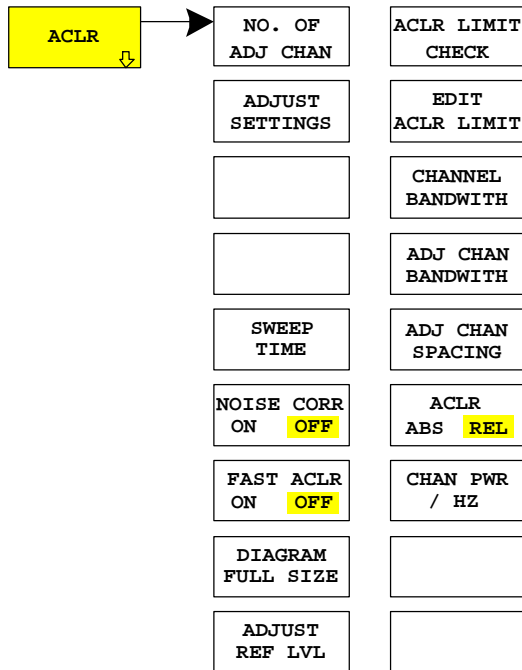 ACLR
NO. OF
ADJ CHAN
ADJUST
SETTINGS
SWEEP
TIME
NOISE CORR
ON OFF
FAST ACLR
ON OFF
DIAGRAM
FULL SIZE
ADJUST
REF LVL
ACLR LIMIT
CHECK
EDIT
ACLR LIMIT
CHANNEL
BANDWITH
ADJ CHAN
BANDWITH
ADJ CHAN
SPACING
ACLR
ABS REL
CHAN PWR
/ HZ